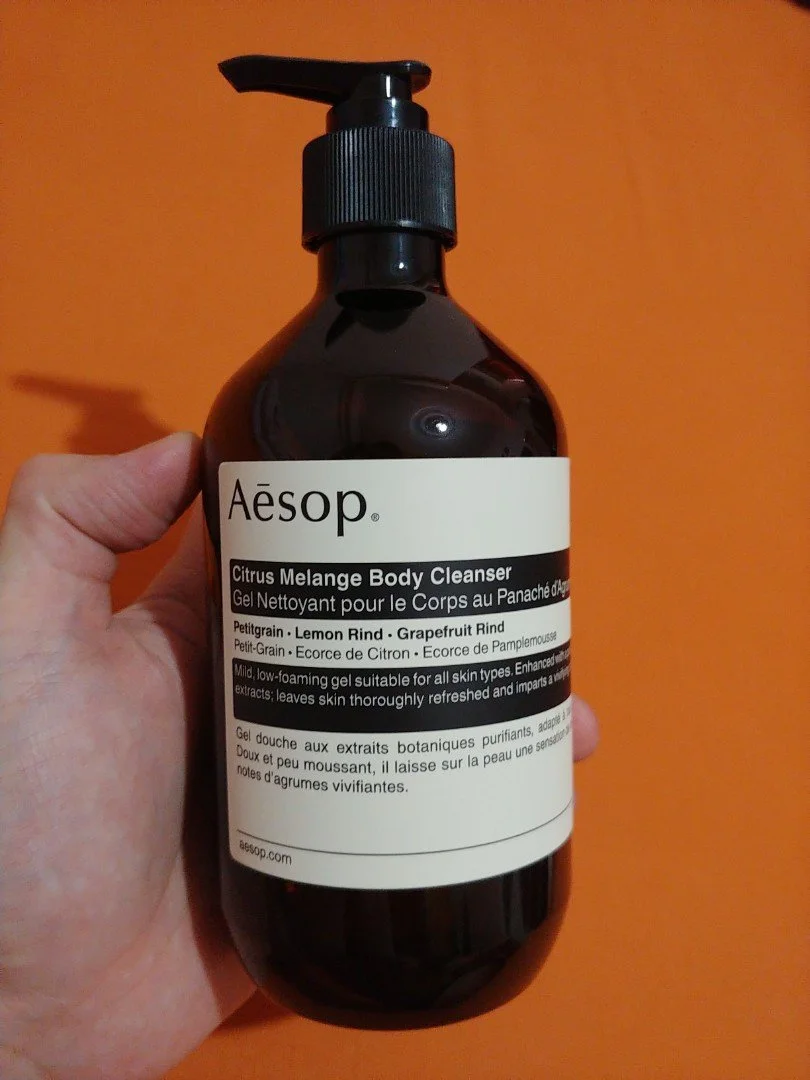 Aēsop®
Citrus Melange Body Cleanser
Gel Nettoyant pour le Corps au Panaché
Petitgrain • Lemon Rind • Grapefruit Rind
Petit-Grain • Ecorce de Citron • Ecorce de Pamplemousse
Mild, low-foaming gel suitable for all skin types. Enhanced with
extracts; leaves skin thoroughly refreshed and imparts a
Gel douche aux extraits botaniques purifiants, adapté à
Doux et peu moussant, il laisse sur la peau une sensation
notes d'agrumes vivifiantes.
aesop.com